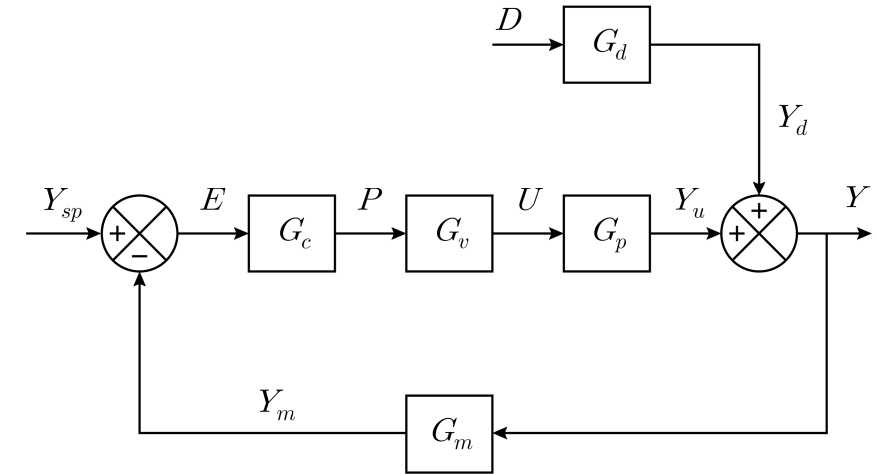 D
G_d
Y_d
Y_sp
E
P
U
Y_u
Y
+
+
+
−
G_c
G_v
G_p
Y_m
G_m